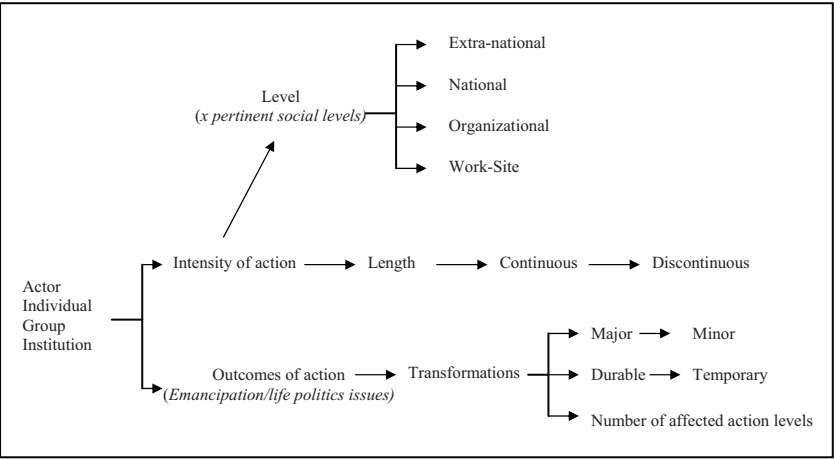 Extra-national
Level
(x pertinent social levels)
National
Organizational
Work-Site
Intensity of action
Length
Continuous
Discontinuous
Actor
Individual
Group
Institution
Outcomes of action
(Emancipation/life politics issues)
Transformations
Major
Minor
Durable
Temporary
Number of affected action levels